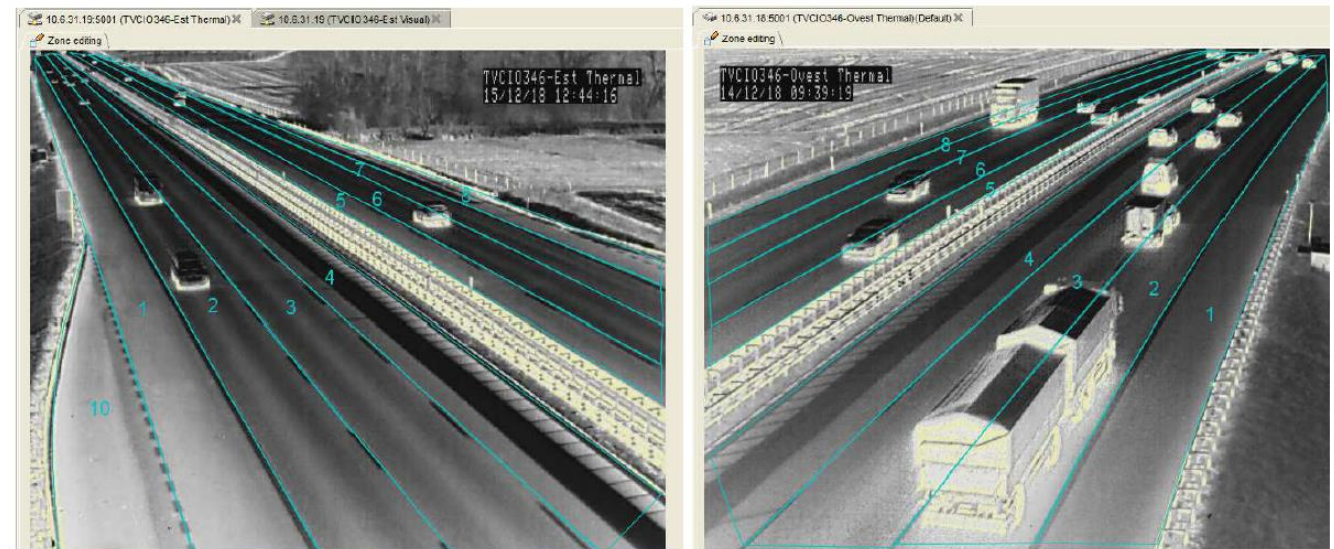 10.6.31.19:5001 (TVCIO346-Est Thermal)
10.6.31.19 (TVCIO346-Est Visual)
Zone editing
TVCIO346-Est Thermal
15/12/18 12:44:16
7
5
6
8
4
1
2
3
10
10.6.31.18:5001 (TVCIO346-Ovest Thermal)(Default)
Zone editing
TVCIO346-Ovest Thermal
14/12/18 09:39:19
8
7
6
5
4
3
2
1